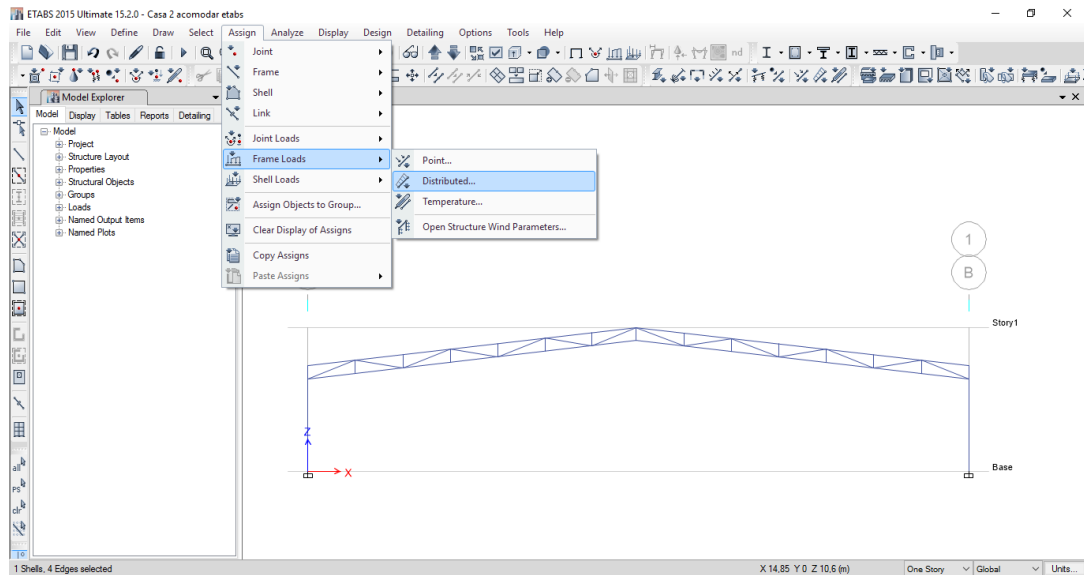 ETABS 2015 Ultimate 15.2.0 - Casa 2 acomodar etabs
File Edit View Define Draw Select Assign Analyze Display Design Detailing Options Tools Help
nd
Model Explorer
Model Display Tables Reports Detailing
Model
Project
Structure Layout
Properties
Structural Objects
Groups
Loads
Named Output Items
Named Plots
Joint
Frame
Shell
Link
Joint Loads
Frame Loads
Shell Loads
Assign Objects to Group...
Clear Display of Assigns
Copy Assigns
Paste Assigns
Point...
Distributed...
Temperature...
Open Structure Wind Parameters...
1
B
Story1
Z
X
Base
all
ps
clr
1 Shells, 4 Edges selected
X 14,85 Y 0 Z 10,6 (m)
One Story
Global
Units...